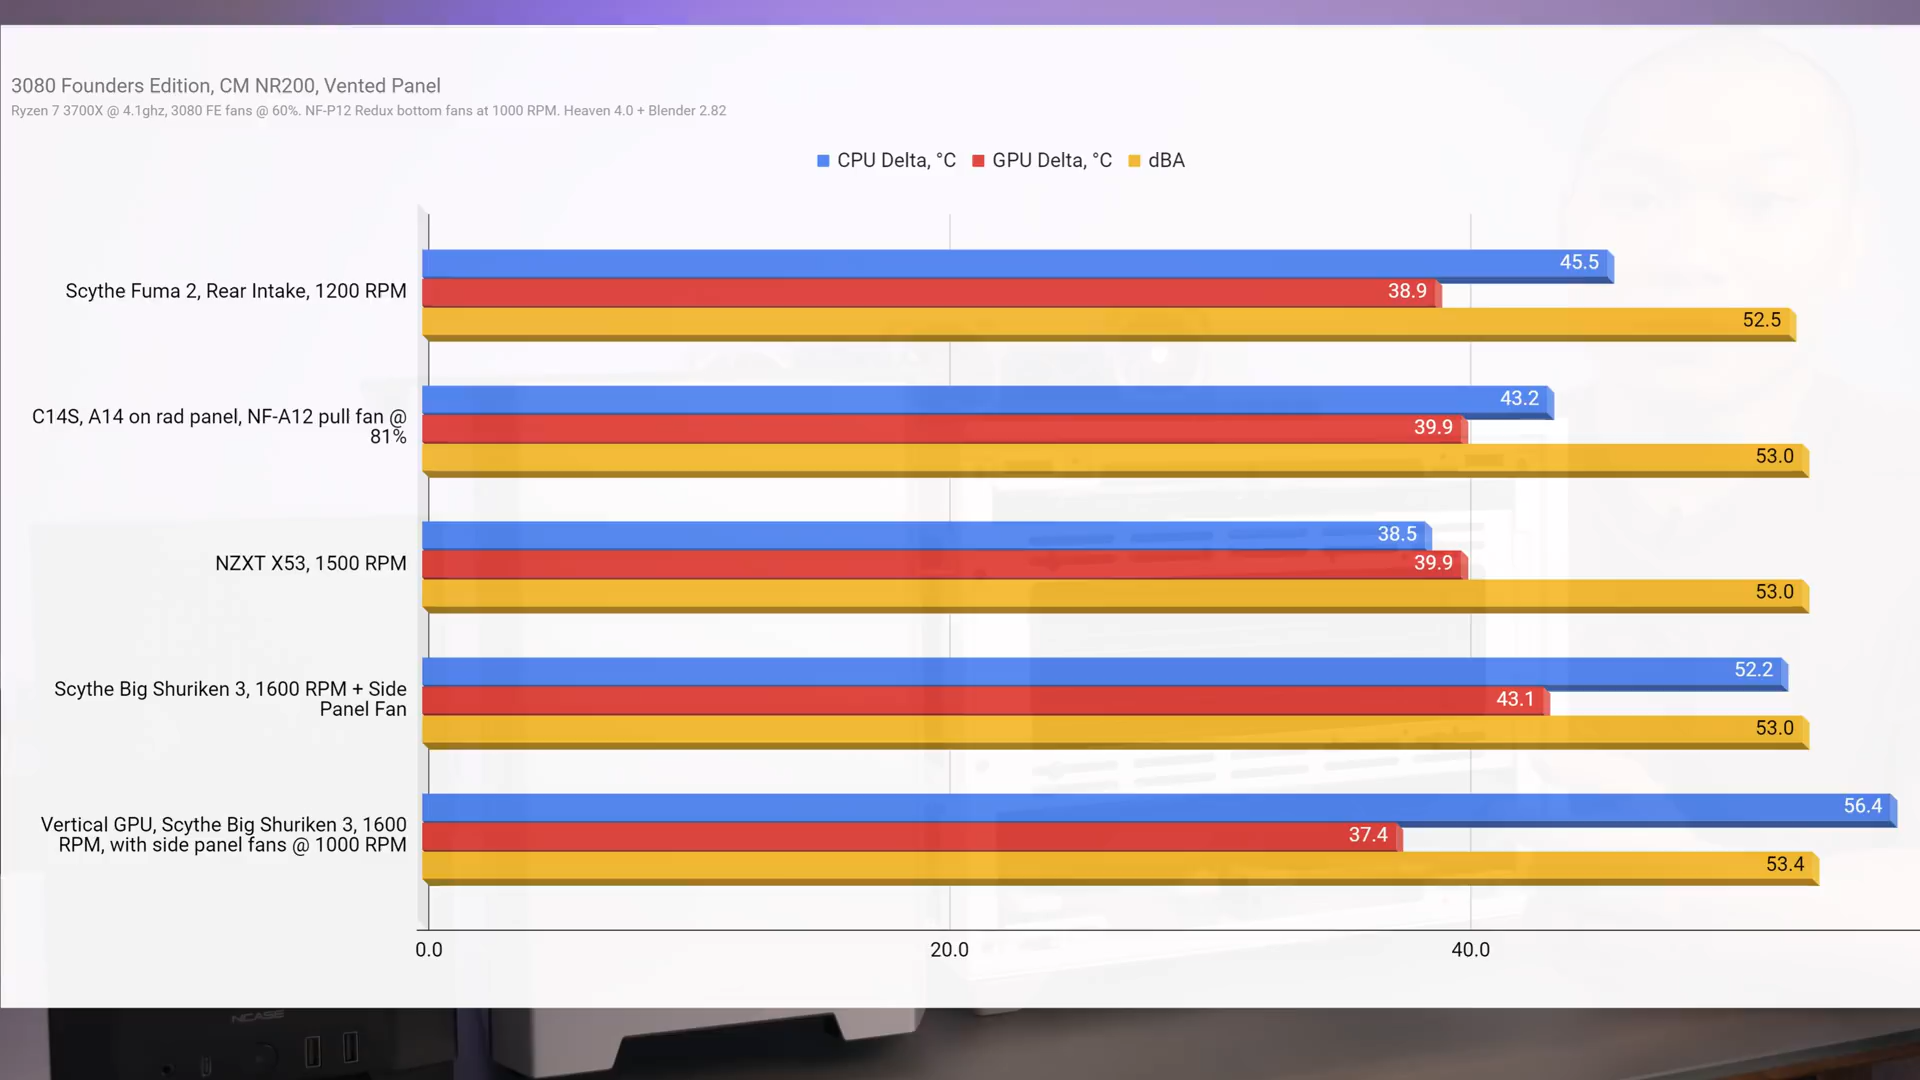 3080 Founders Edition, CM NR200, Vented Panel
Ryzen 7 3700X @ 4.1ghz, 3080 FE fans @ 60%. NF-P12 Redux bottom fans at 1000 RPM. Heaven 4.0 + Blender 2.82
CPU Delta, °C GPU Delta, °C dBA
Scythe Fuma 2, Rear Intake, 1200 RPM
45.5
38.9
52.5
C14S, A14 on rad panel, NF-A12 pull fan @
81%
43.2
39.9
53.0
NZXT X53, 1500 RPM
38.5
39.9
53.0
Scythe Big Shuriken 3, 1600 RPM + Side
Panel Fan
52.2
43.1
53.0
Vertical GPU, Scythe Big Shuriken 3, 1600
RPM, with side panel fans @ 1000 RPM
56.4
37.4
53.4
0.0 20.0 40.0
NCASE